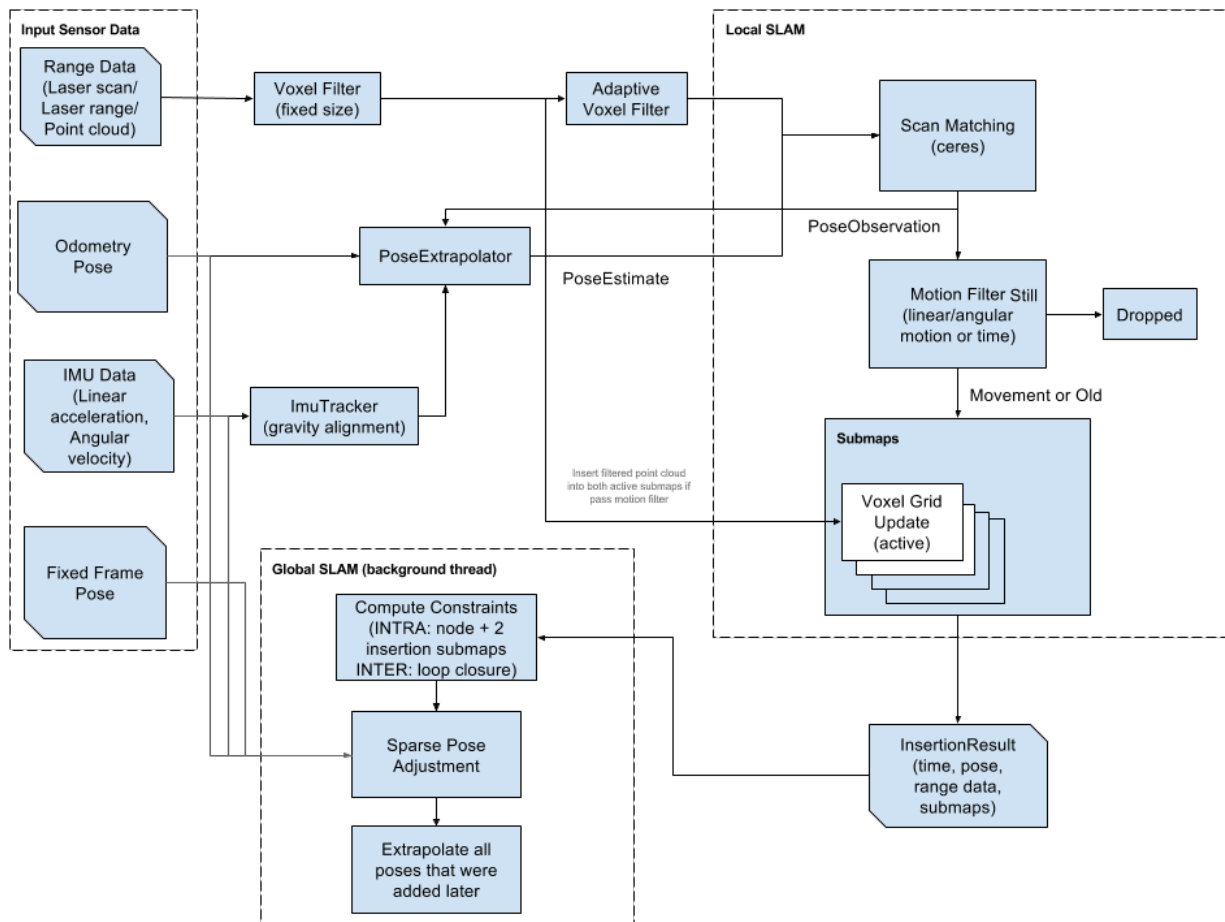 Input Sensor Data
Range Data
(Laser scan/
Laser range/
Point cloud)
Voxel Filter
(fixed size)
Adaptive
Voxel Filter
Local SLAM
Scan Matching
(ceres)
Odometry
Pose
PoseExtrapolator
PoseEstimate
PoseObservation
Motion Filter
Still
(linear/angular
motion or time)
Dropped
IMU Data
(Linear
acceleration,
Angular
velocity)
ImuTracker
(gravity alignment)
Movement or Old
Submaps
Insert filtered point cloud
into both active submaps if
pass motion filter
Voxel Grid
Update
(active)
Fixed Frame
Pose
Global SLAM (background thread)
Compute Constraints
(INTRA: node + 2
insertion submaps
INTER: loop closure)
Sparse Pose
Adjustment
Extrapolate all
poses that were
added later
InsertionResult
(time, pose,
range data,
submaps)